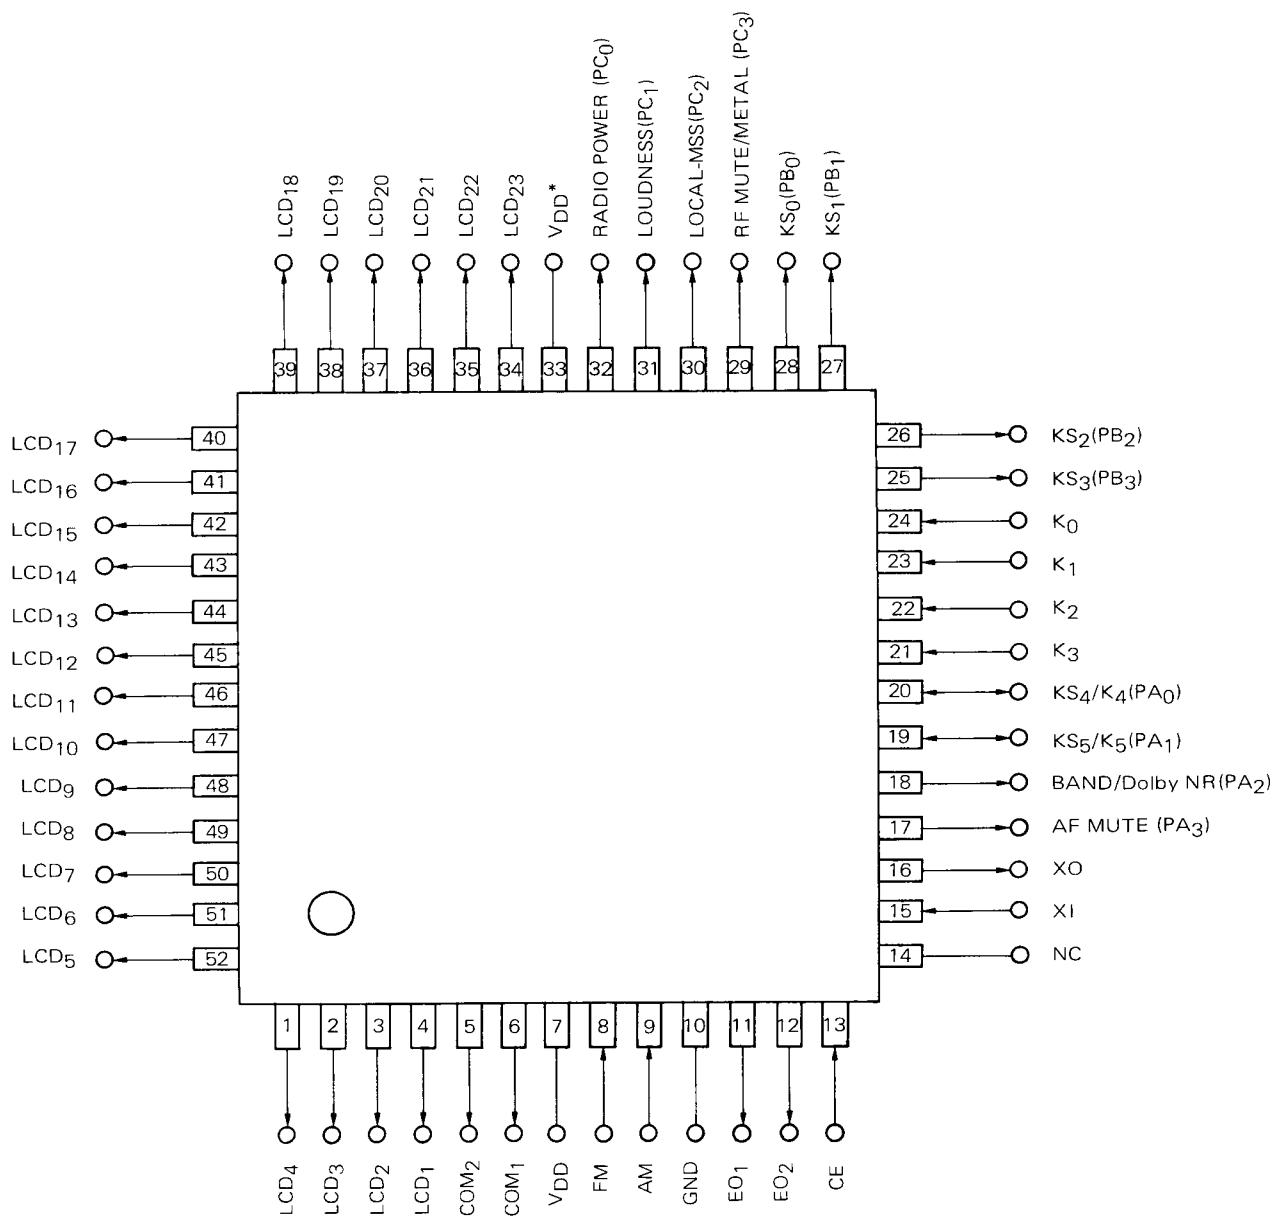 LCD18
LCD19
LCD20
LCD21
LCD22
LCD23
VDD*
RADIO POWER (PC0)
LOUDNESS(PC1)
LOCAL-MSS(PC2)
RF MUTE/METAL (PC3)
KS0(PB0)
KS1(PB1)
39
38
37
36
35
34
33
32
31
30
29
28
27
LCD17 40
LCD16 41
LCD15 42
LCD14 43
LCD13 44
LCD12 45
LCD11 46
LCD10 47
LCD9 48
LCD8 49
LCD7 50
LCD6 51
LCD5 52
26 KS2(PB2)
25 KS3(PB3)
24 K0
23 K1
22 K2
21 K3
20 KS4/K4(PA0)
19 KS5/K5(PA1)
18 BAND/Dolby NR(PA2)
17 AF MUTE (PA3)
16 XO
15 XI
14 NC
1
2
3
4
5
6
7
8
9
10
11
12
13
LCD4
LCD3
LCD2
LCD1
COM2
COM1
VDD
FM
AM
GND
EO1
EO2
CE